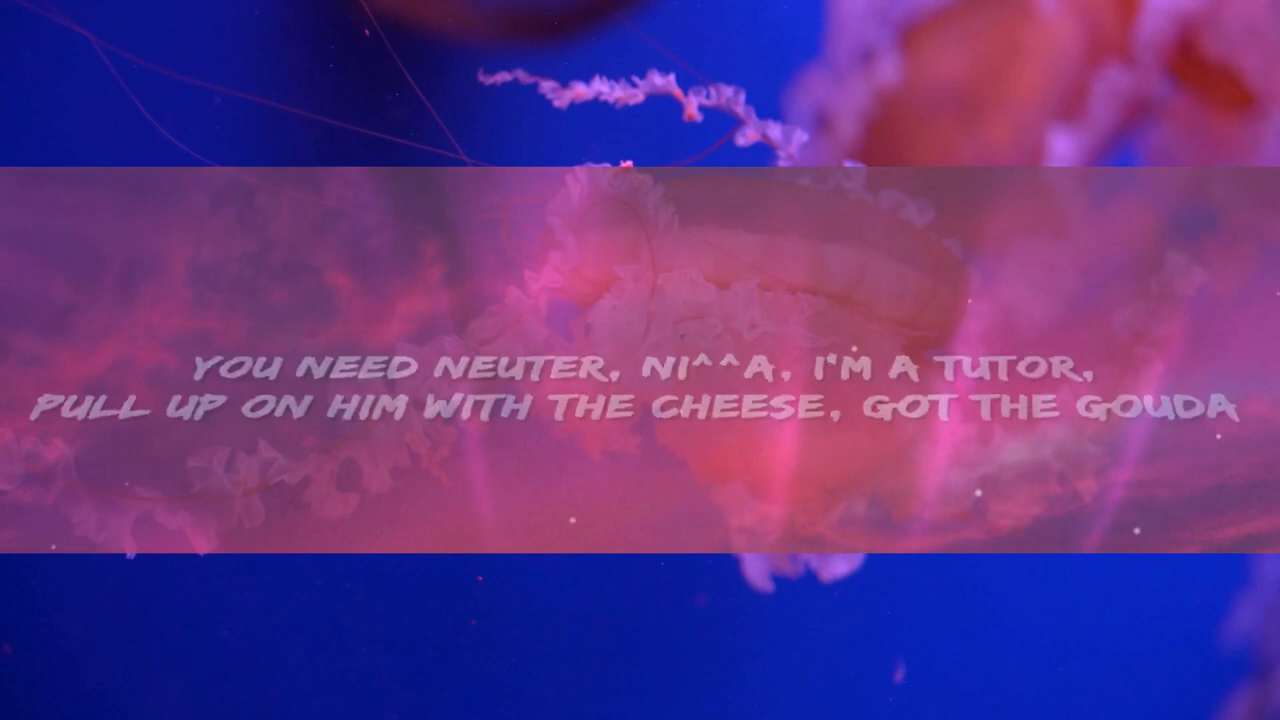 YOU NEED NEUTER, NI^^A, I'M A TUTOR,
PULL UP ON HIM WITH THE CHEESE, GOT THE GOUDA